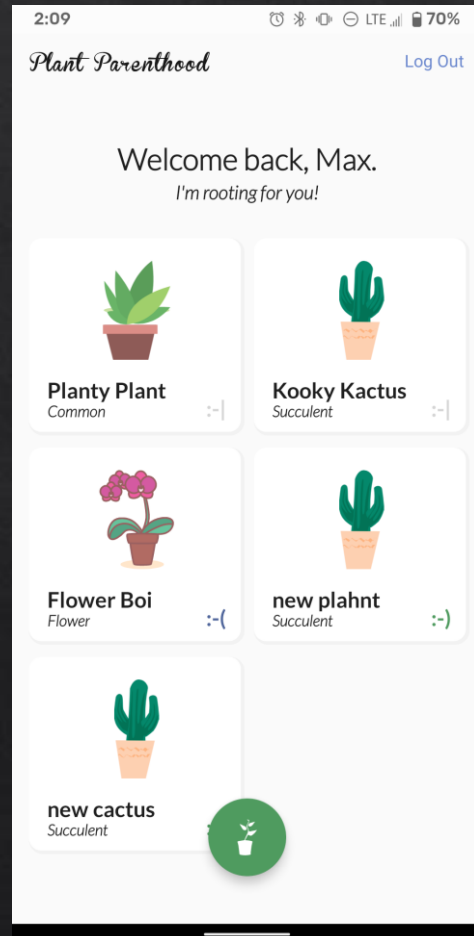 2:09 LTE 70%
Plant Parenthood Log Out
Welcome back, Max.
I'm rooting for you!
Planty Plant
Common :-|
Kooky Kactus
Succulent :-|
Flower Boi
Flower :-(
new plahnt
Succulent :-)
new cactus
Succulent